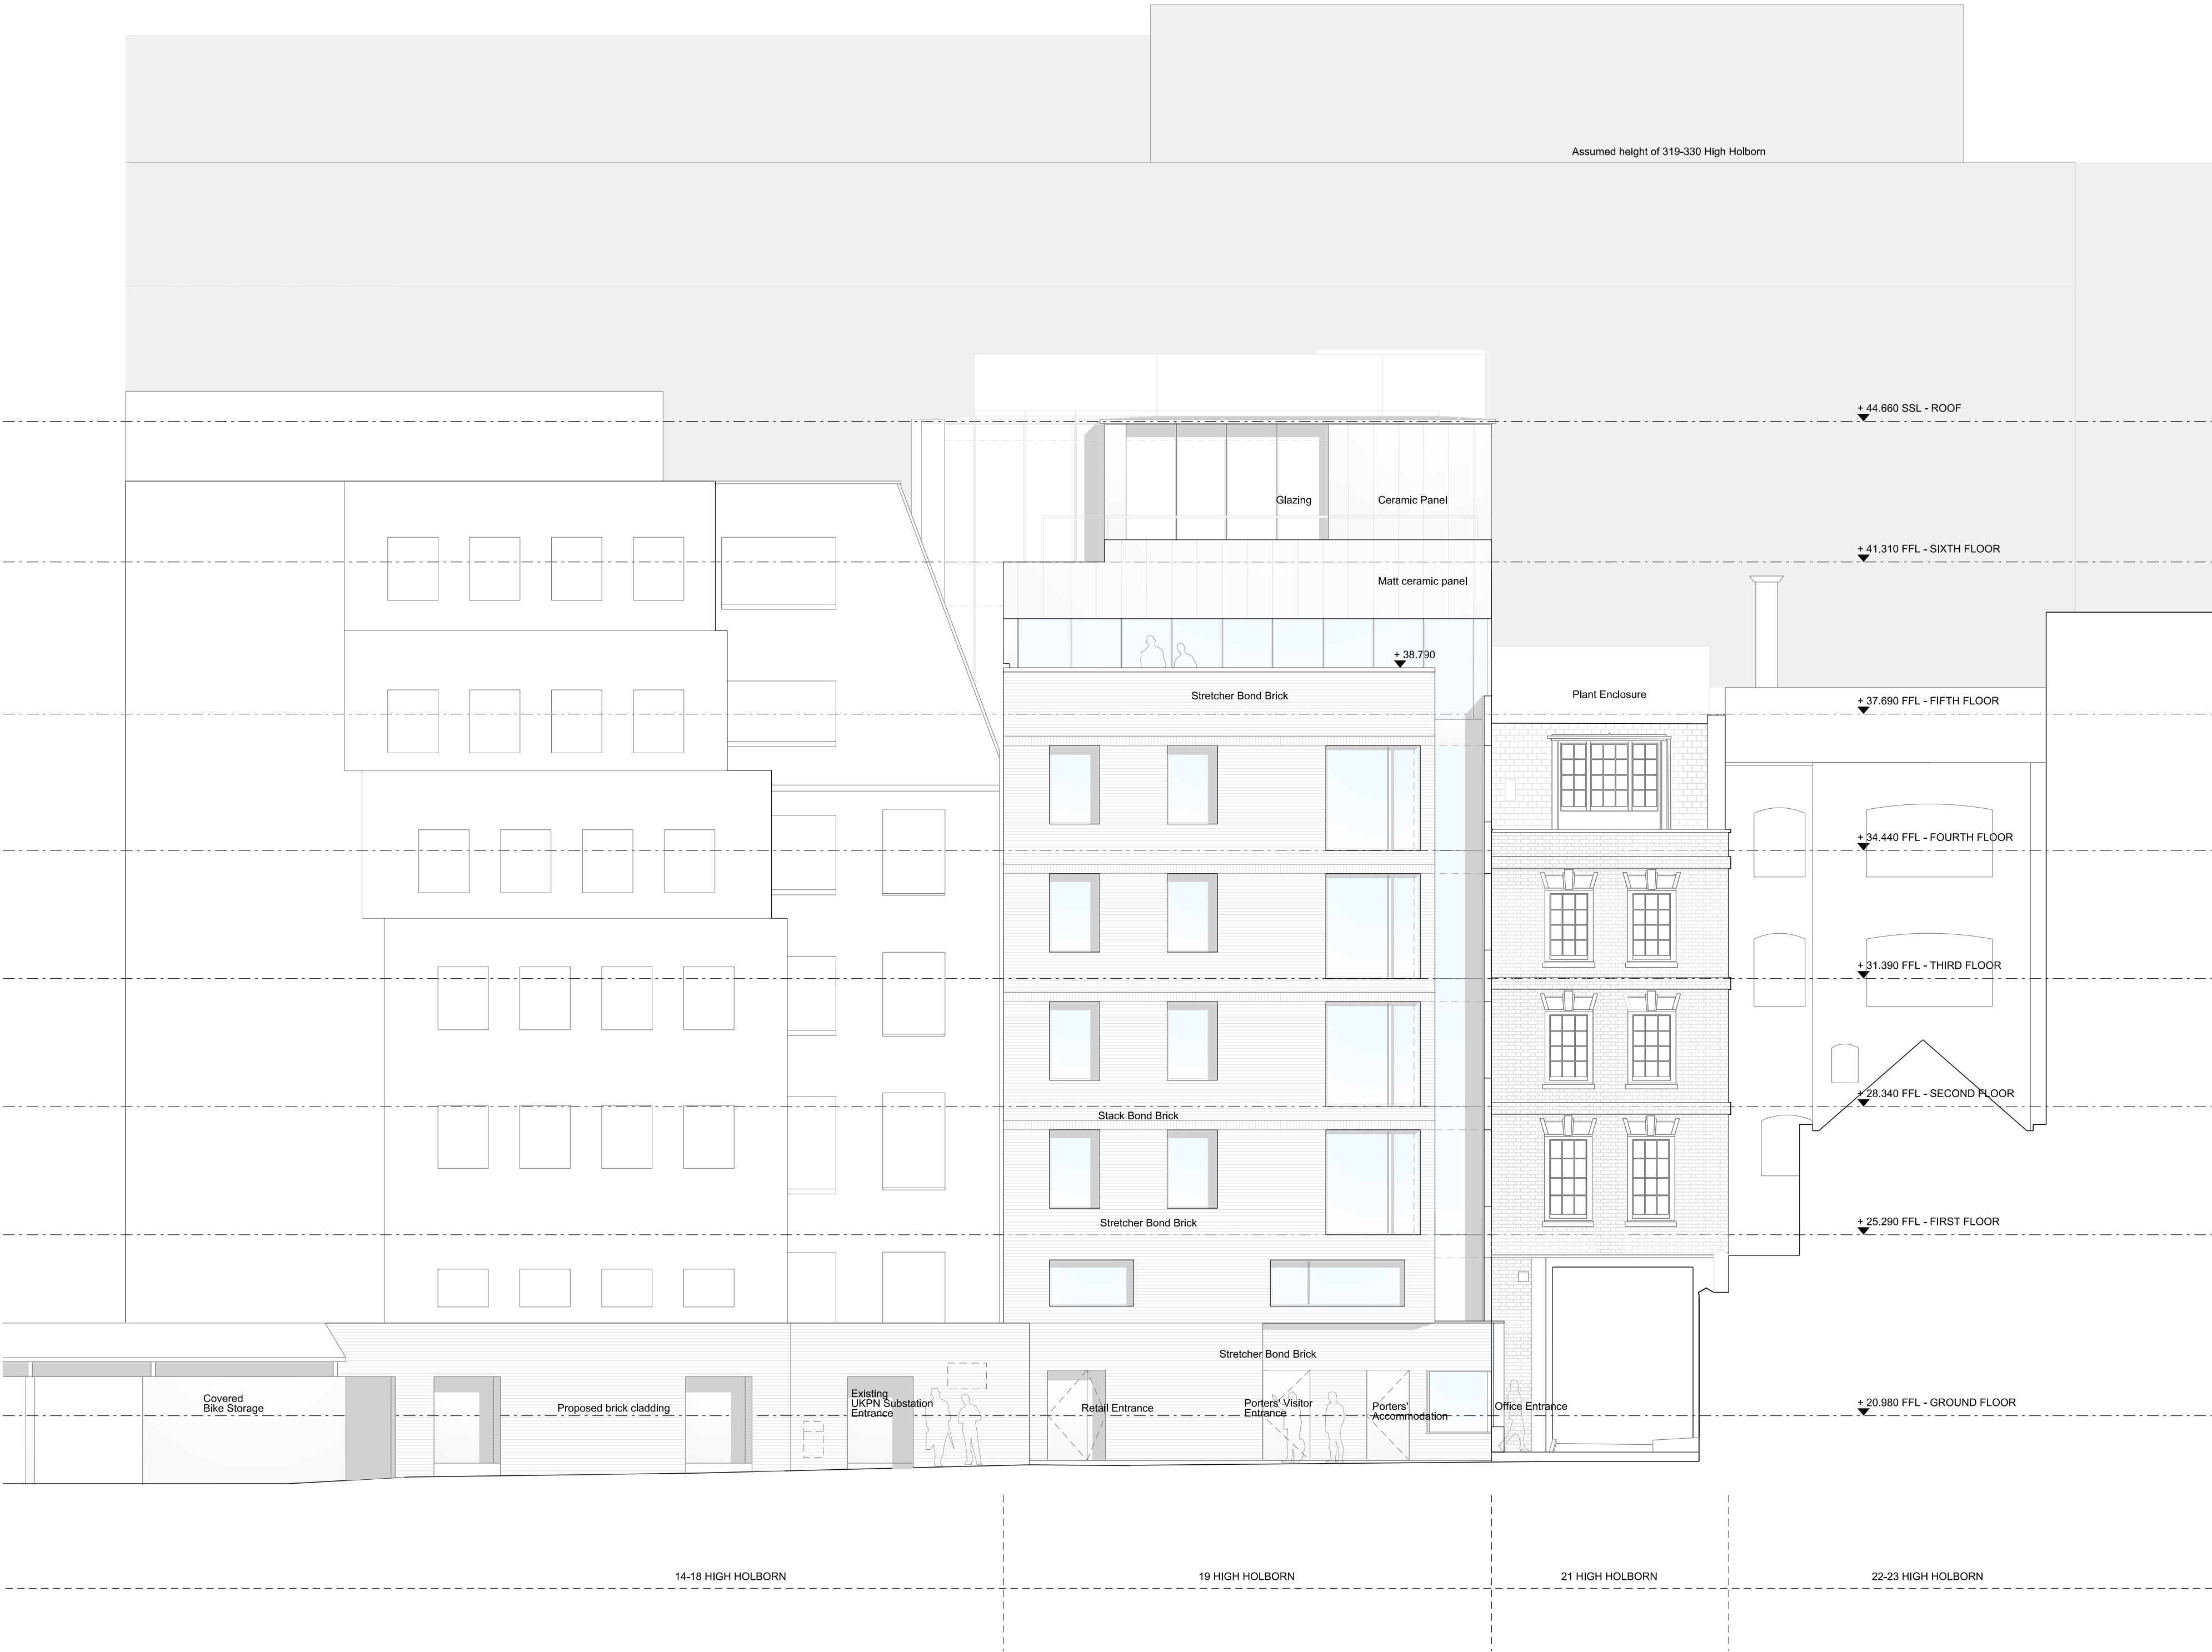 Assumed height of 319-330 High Holborn
+ 44.660 SSL - ROOF
Glazing
Ceramic Panel
+ 41.310 FFL - SIXTH FLOOR
Matt ceramic panel
+ 38.790
Stretcher Bond Brick
Plant Enclosure
+ 37.690 FFL - FIFTH FLOOR
+ 34.440 FFL - FOURTH FLOOR
+ 31.390 FFL - THIRD FLOOR
+ 28.340 FFL - SECOND FLOOR
Stack Bond Brick
Stretcher Bond Brick
+ 25.290 FFL - FIRST FLOOR
Stretcher Bond Brick
Covered
Bike Storage
Proposed brick cladding
Existing
UKPN Substation
Entrance
Retail Entrance
Porters' Visitor
Entrance
Porters'
Accommodation
Office Entrance
+ 20.980 FFL - GROUND FLOOR
14-18 HIGH HOLBORN
19 HIGH HOLBORN
21 HIGH HOLBORN
22-23 HIGH HOLBORN